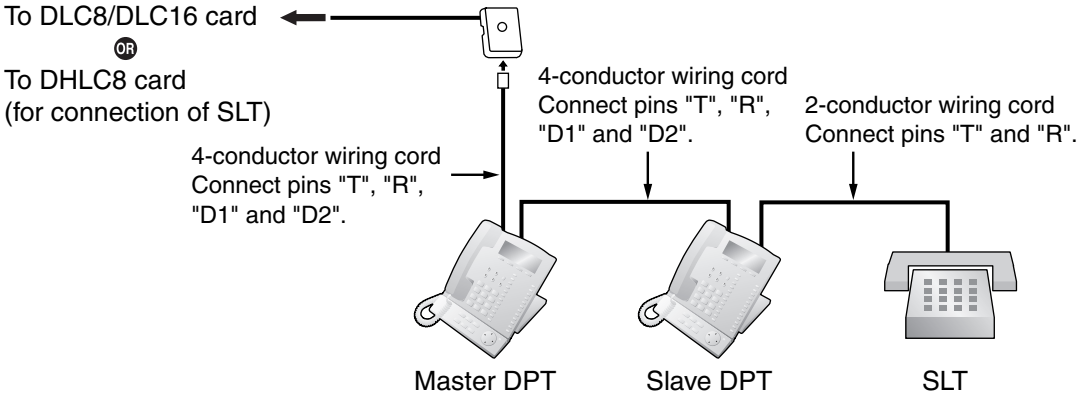 To DLC8/DLC16 card
OR
To DHLC8 card
(for connection of SLT)
4-conductor wiring cord
Connect pins "T", "R",
"D1" and "D2".
4-conductor wiring cord
Connect pins "T", "R",
"D1" and "D2".
2-conductor wiring cord
Connect pins "T" and "R".
Master DPT
Slave DPT
SLT